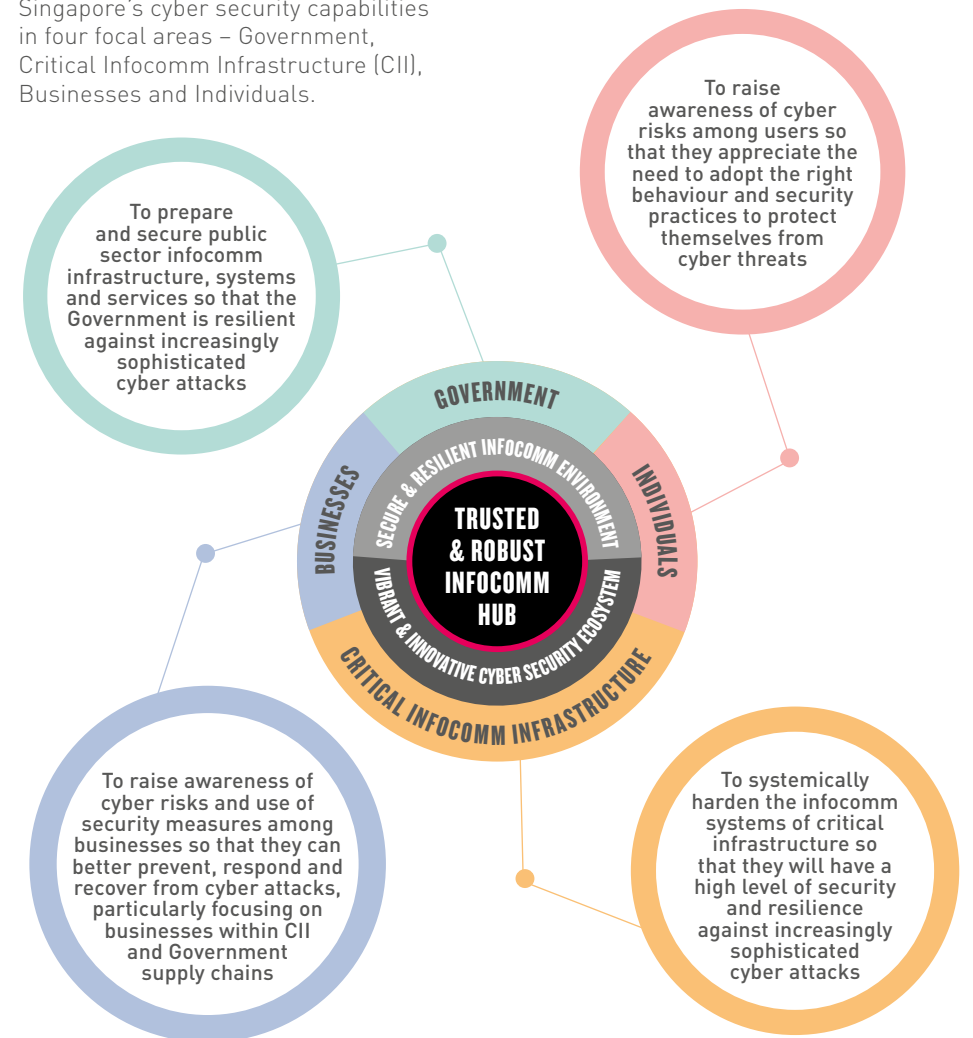 Singapore's cyber security capabilities
in four focal areas – Government,
Critical Infocomm Infrastructure (CII),
Businesses and Individuals.
To prepare
and secure public
sector infocomm
infrastructure, systems
and services so that the
Government is resilient
against increasingly
sophisticated
cyber attacks
To raise
awareness of cyber
risks among users so
that they appreciate the
need to adopt the right
behaviour and security
practices to protect
themselves from
cyber threats
GOVERNMENT
BUSINESSES
INDIVIDUALS
SECURE & RESILIENT INFOCOMM ENVIRONMENT
TRUSTED
& ROBUST
INFOCOMM
HUB
VIBRANT & INNOVATIVE CYBER SECURITY ECOSYSTEM
CRITICAL INFOCOMM INFRASTRUCTURE
To raise awareness of
cyber risks and use of
security measures among
businesses so that they can
better prevent, respond and
recover from cyber attacks,
particularly focusing on
businesses within CII
and Government
supply chains
To systemically
harden the infocomm
systems of critical
infrastructure so
that they will have a
high level of security
and resilience
against increasingly
sophisticated
cyber attacks